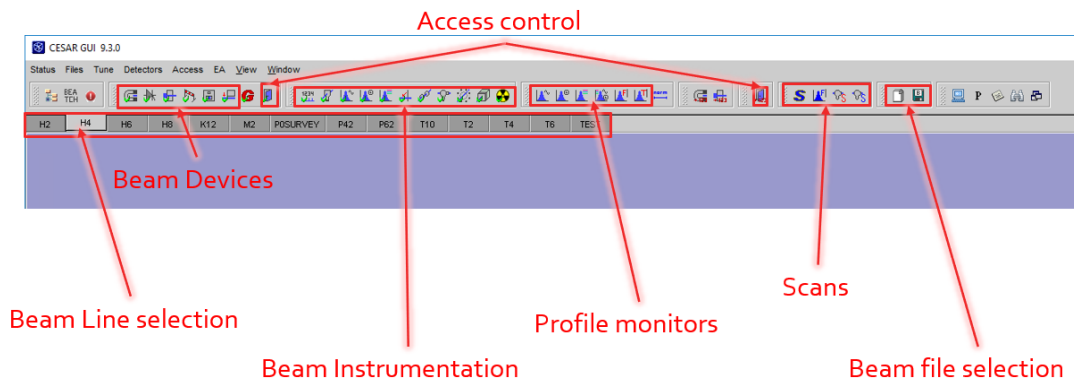 Access control
CESAR GUI 9.3.0
Status Files Tune Detectors Access EA View Window
BEA
TCH
S
P
H2 H4 H6 H8 K12 M2 P0SURVEY P42 P62 T10 T2 T4 T6 TEST
Beam Devices
Scans
Beam Line selection
Profile monitors
Beam Instrumentation
Beam file selection